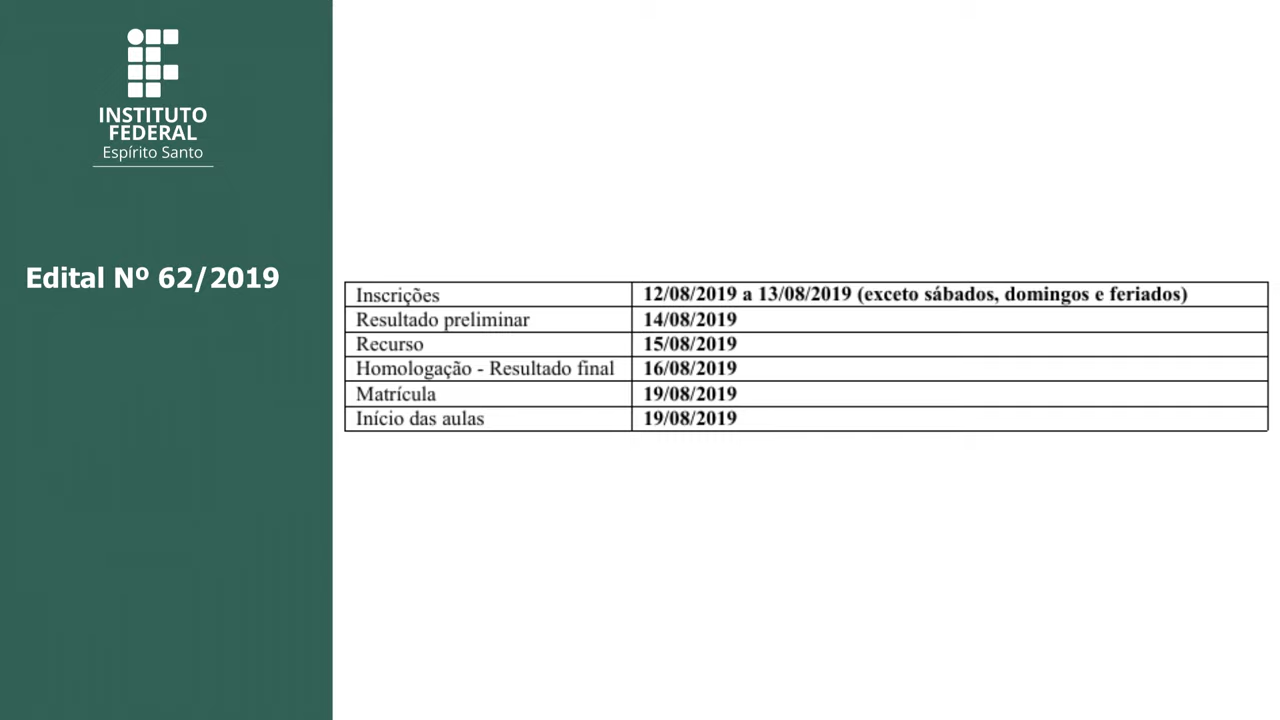 INSTITUTO
FEDERAL
Espírito Santo
Edital Nº 62/2019
Inscrições 12/08/2019 a 13/08/2019 (exceto sábados, domingos e feriados)
Resultado preliminar 14/08/2019
Recurso 15/08/2019
Homologação - Resultado final 16/08/2019
Matrícula 19/08/2019
Início das aulas 19/08/2019